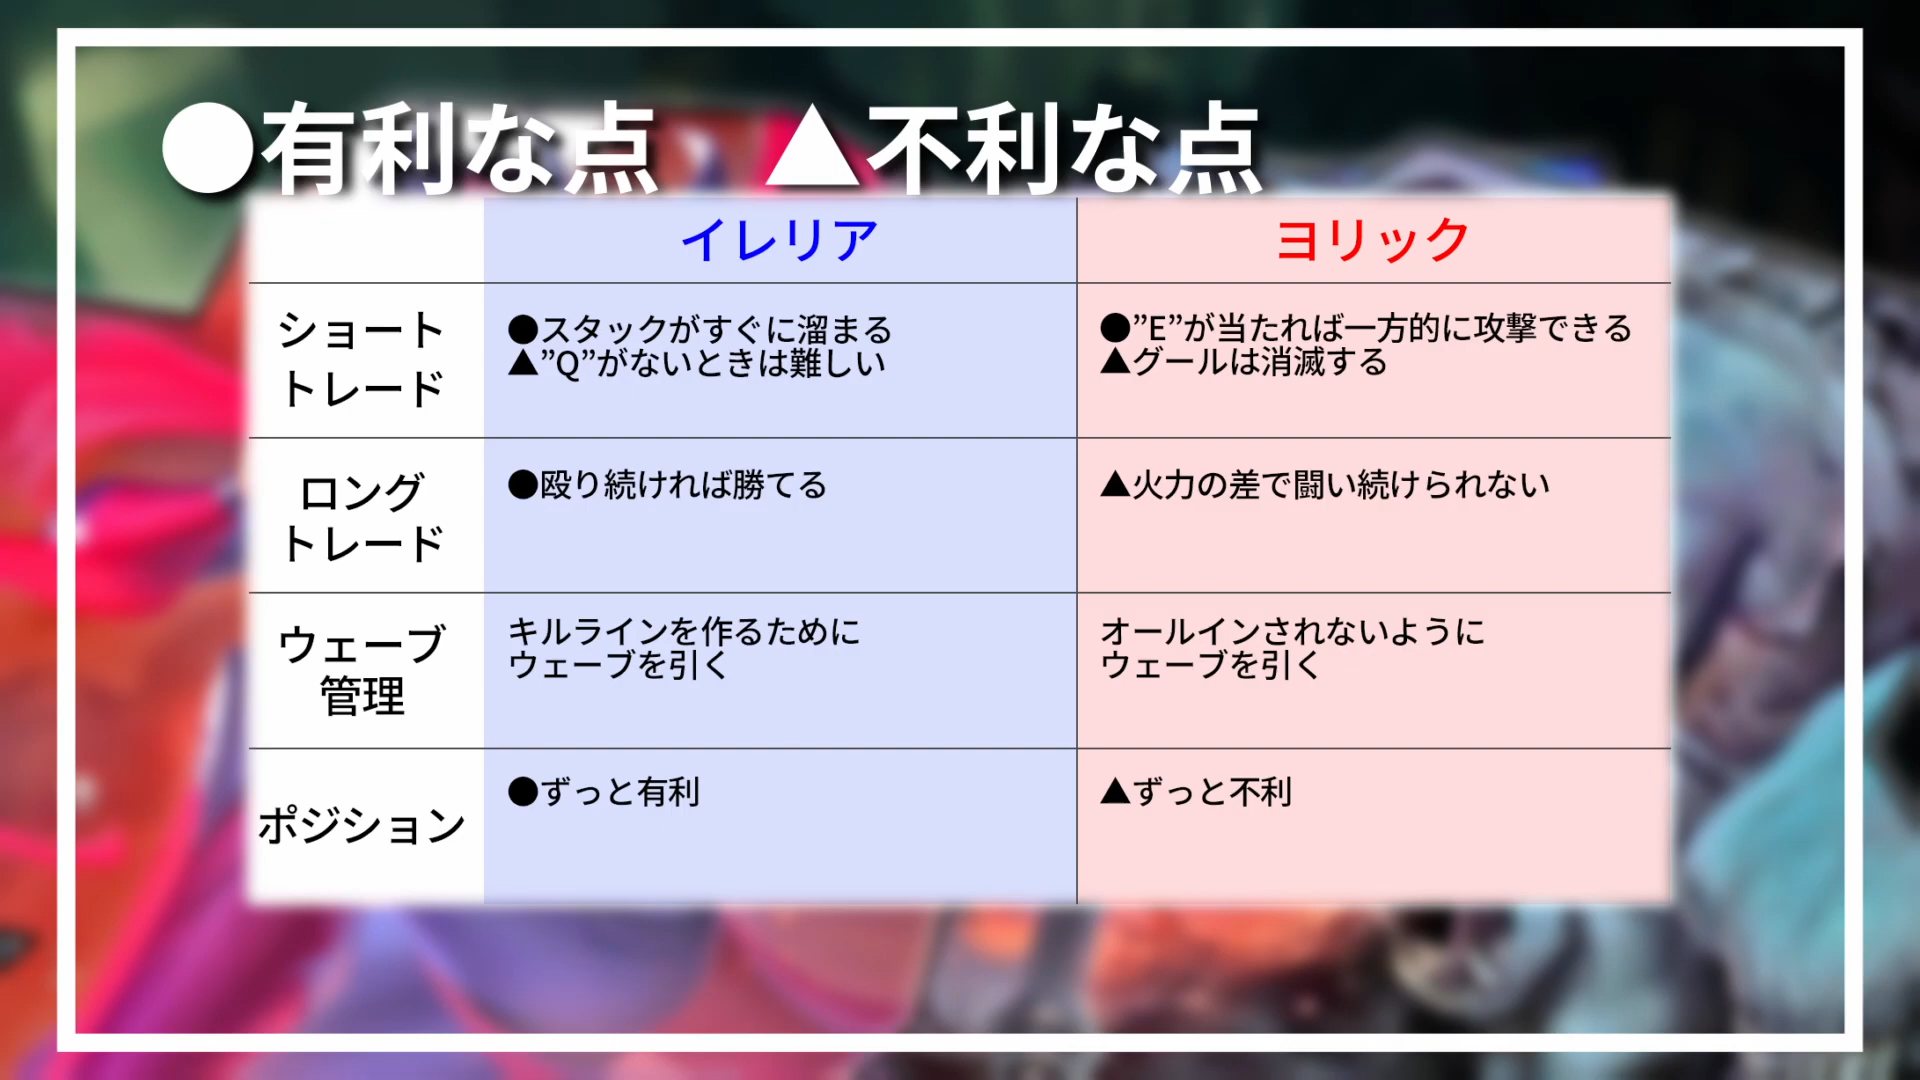 ●有利な点　▲不利な点
イレリア
ヨリック
ショート
トレード
●スタックがすぐに溜まる
▲”Q”がないときは難しい
●”E”が当たれば一方的に攻撃できる
▲グールは消滅する
ロング
トレード
●殴り続ければ勝てる
▲火力の差で闘い続けられない
ウェーブ
管理
キルラインを作るために
ウェーブを引く
オールインされないように
ウェーブを引く
ポジション
●ずっと有利
▲ずっと不利